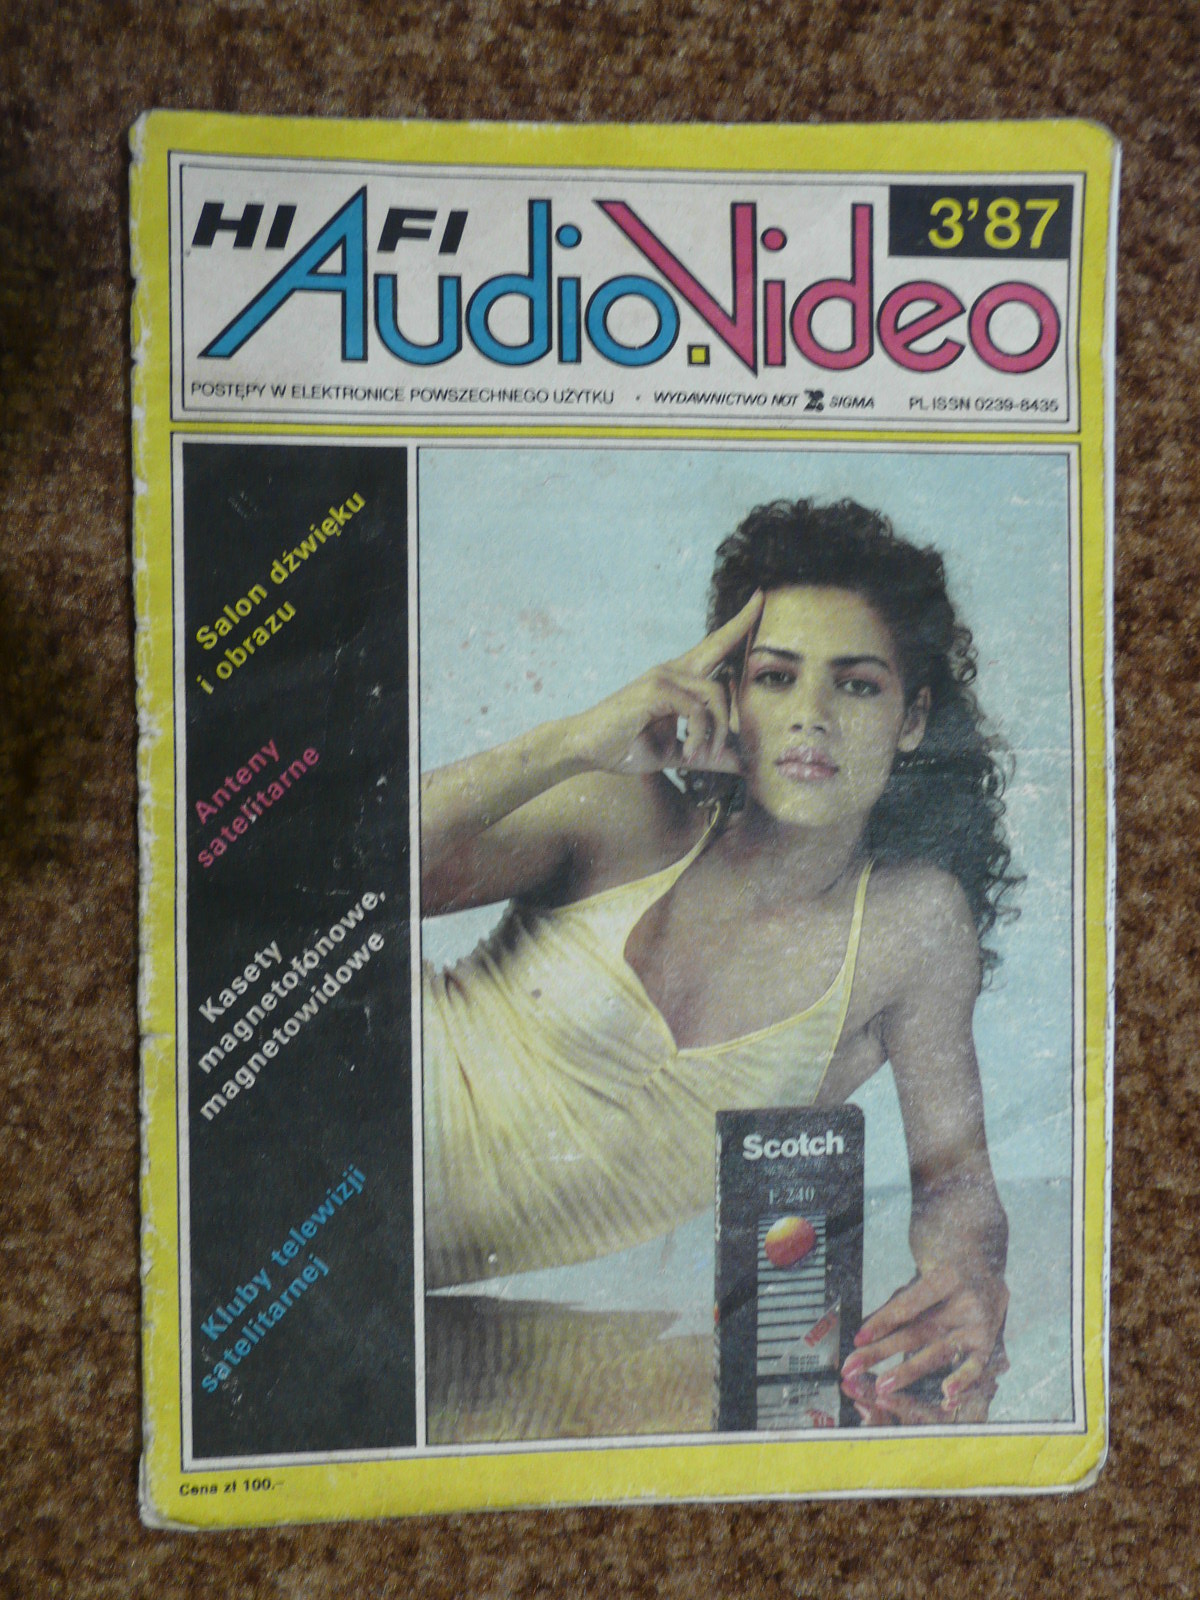 HI FI
Audio.Video
3'87
POSTĘPY W ELEKTRONICE POWSZECHNEGO UŻYTKU • WYDAWNICTWO NOT SIGMA PL ISSN 0239-8435
Salon dźwięku
i obrazu
Anteny
satelitarne
Kasety
magnetofonowe,
magnetowidowe
Kluby telewizji
satelitarnej
Scotch
E 240
Cena zł 100.-